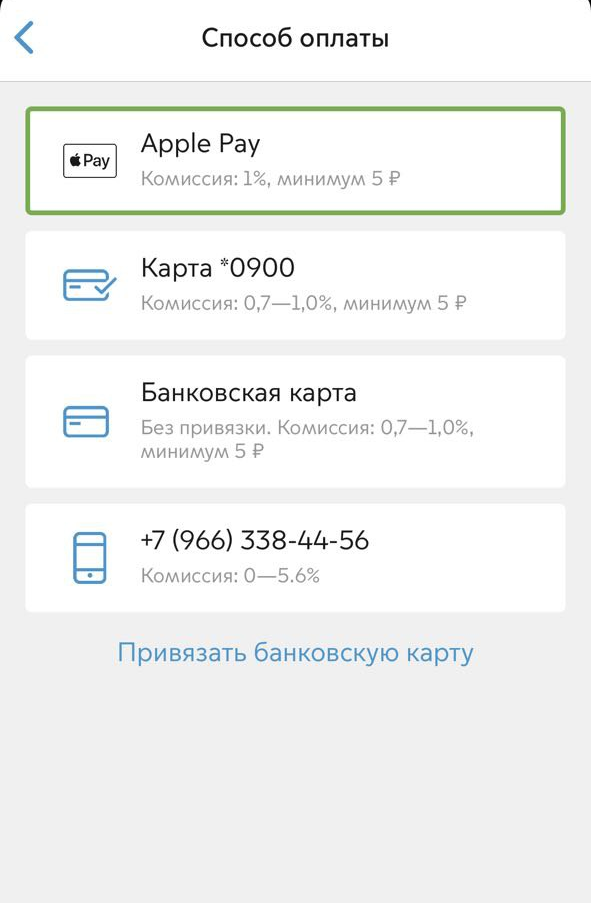 Способ оплаты
Pay
Apple Pay
Комиссия: 1%, минимум 5 ₽
Карта *0900
Комиссия: 0,7—1,0%, минимум 5 ₽
Банковская карта
Без привязки. Комиссия: 0,7—1,0%,
минимум 5 ₽
+7 (966) 338-44-56
Комиссия: 0—5.6%
Привязать банковскую карту